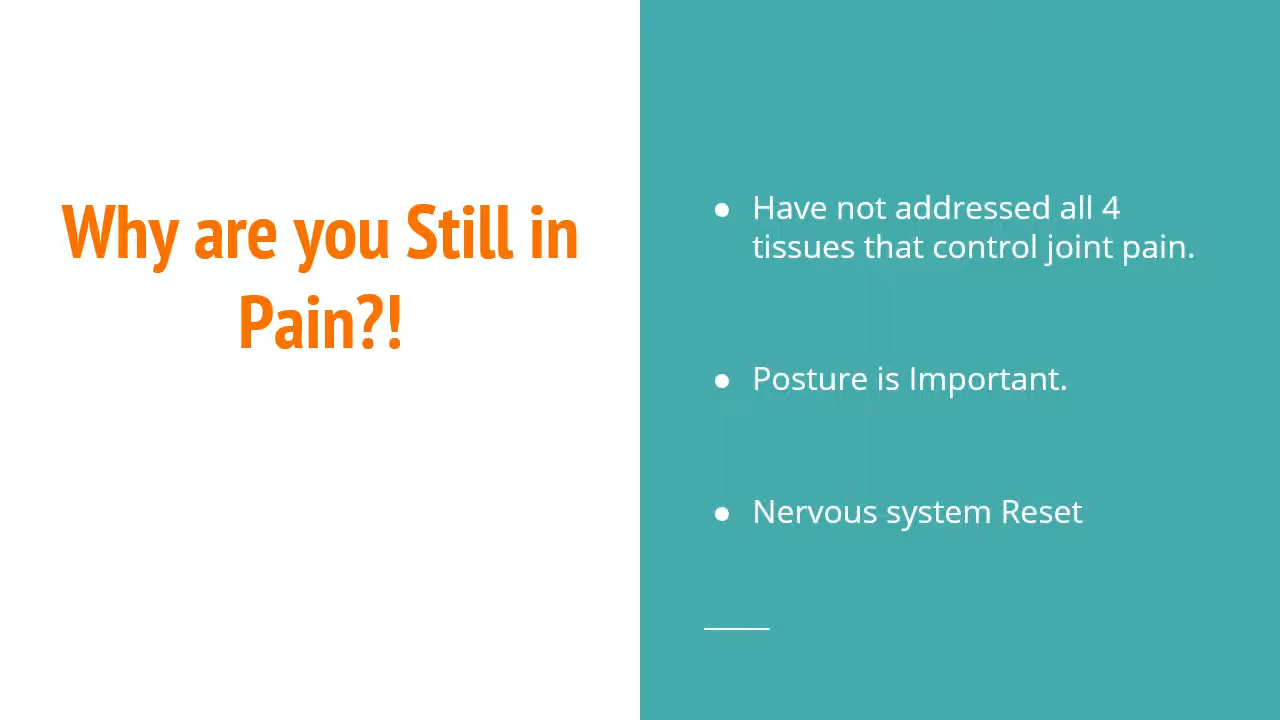 Why are you Still in
Pain?!
● Have not addressed all 4
tissues that control joint pain.
● Posture is Important.
● Nervous system Reset